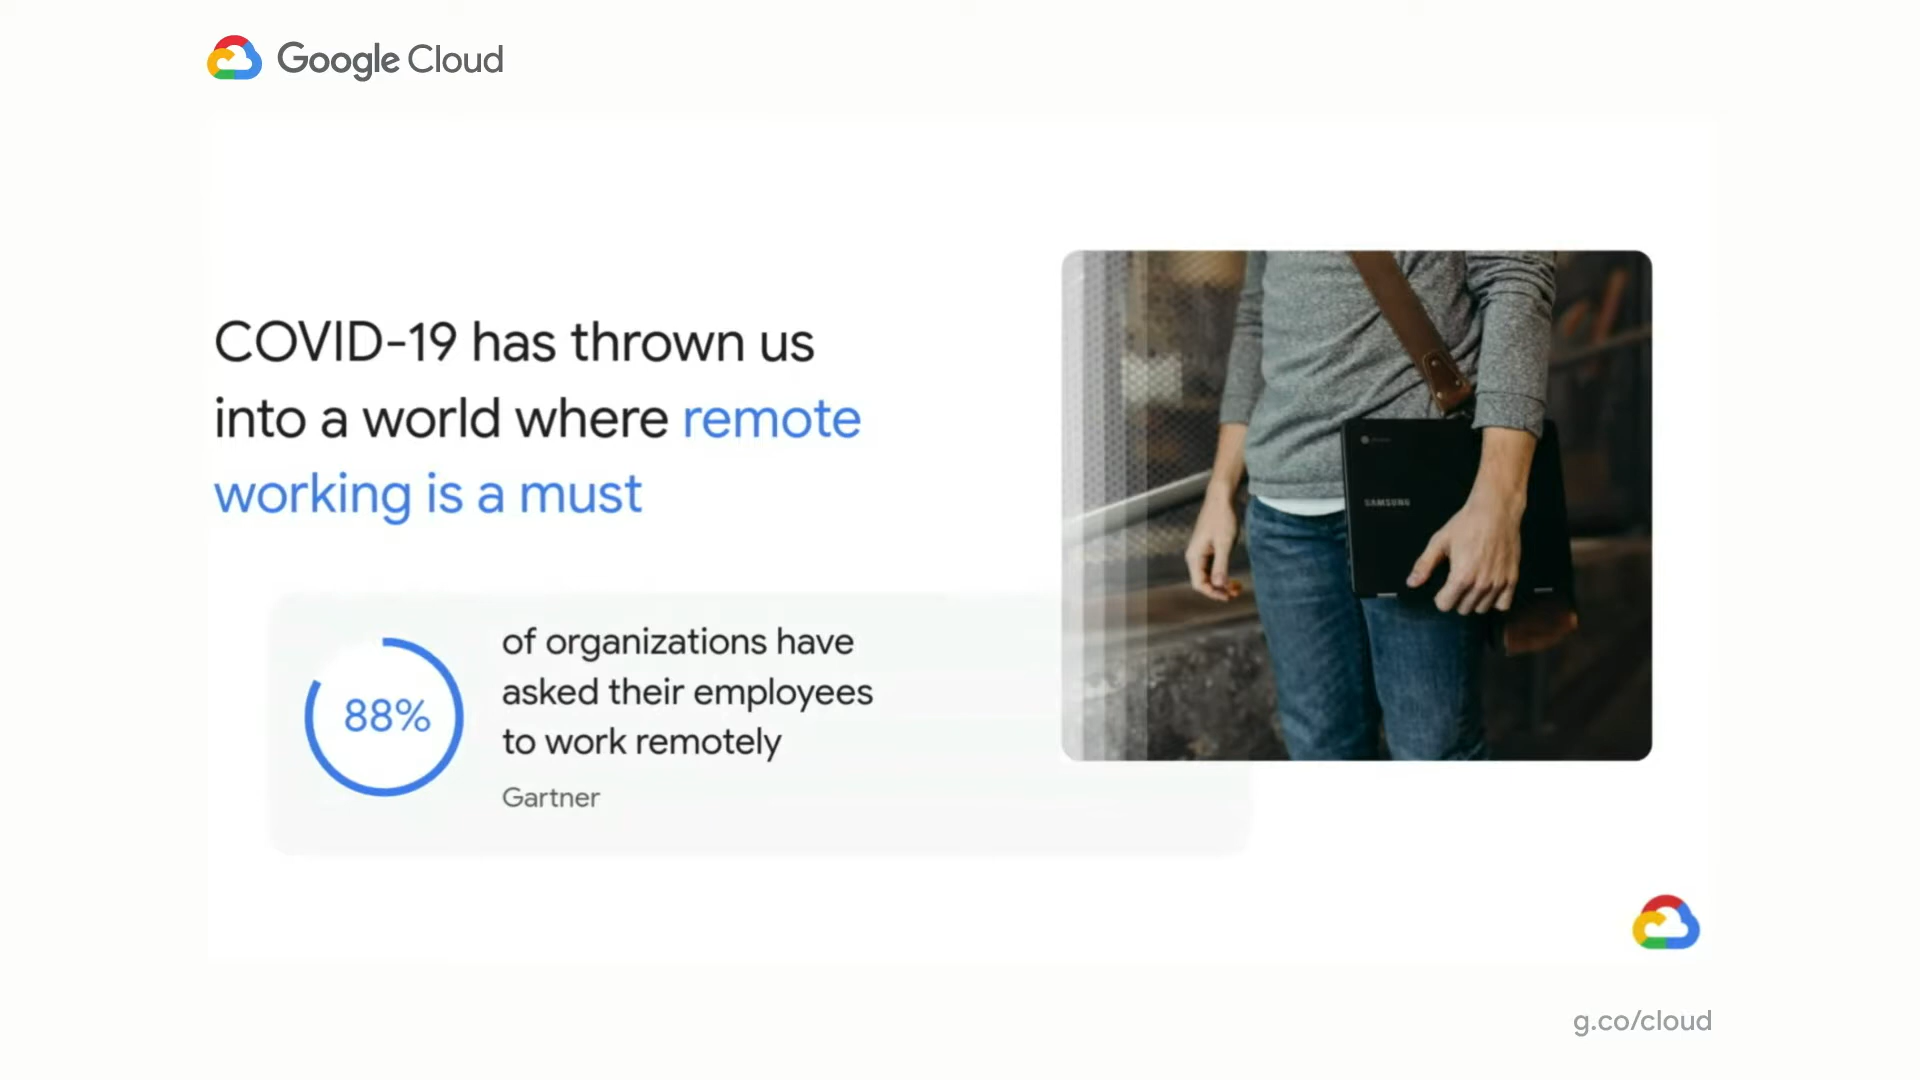 Google Cloud
COVID-19 has thrown us
into a world where remote
working is a must
88%
of organizations have
asked their employees
to work remotely
Gartner
SAMSUNG
g.co/cloud